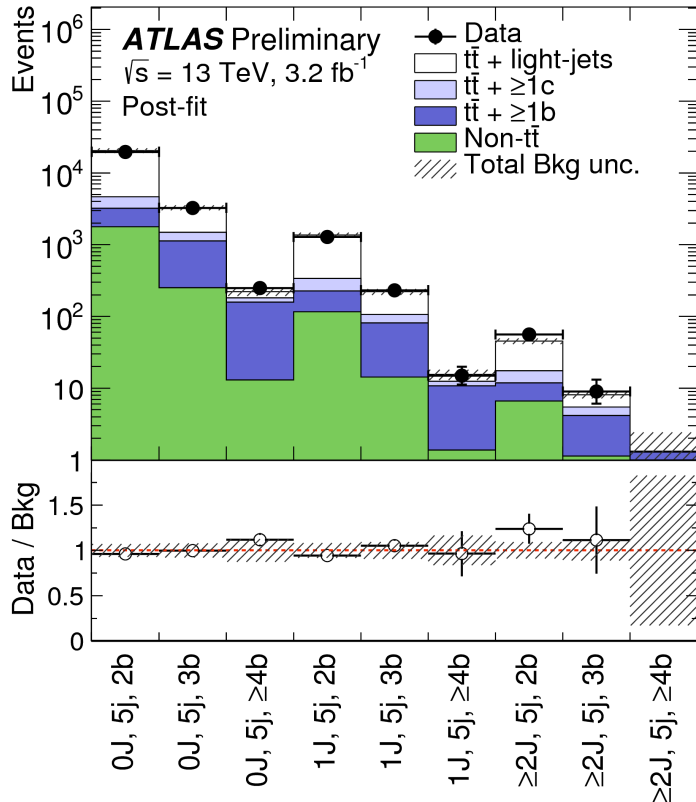 Events
10⁶
10⁵
10⁴
10³
10²
10
1
ATLAS Preliminary
√s = 13 TeV, 3.2 fb⁻¹
Post-fit
Data
tt̄ + light-jets
tt̄ + ≥1c
tt̄ + ≥1b
Non-tt̄
Total Bkg unc.
Data / Bkg
1.5
1
0.5
0
0J, 5j, 2b
0J, 5j, 3b
0J, 5j, ≥4b
1J, 5j, 2b
1J, 5j, 3b
1J, 5j, ≥4b
≥2J, 5j, 2b
≥2J, 5j, 3b
≥2J, 5j, ≥4b